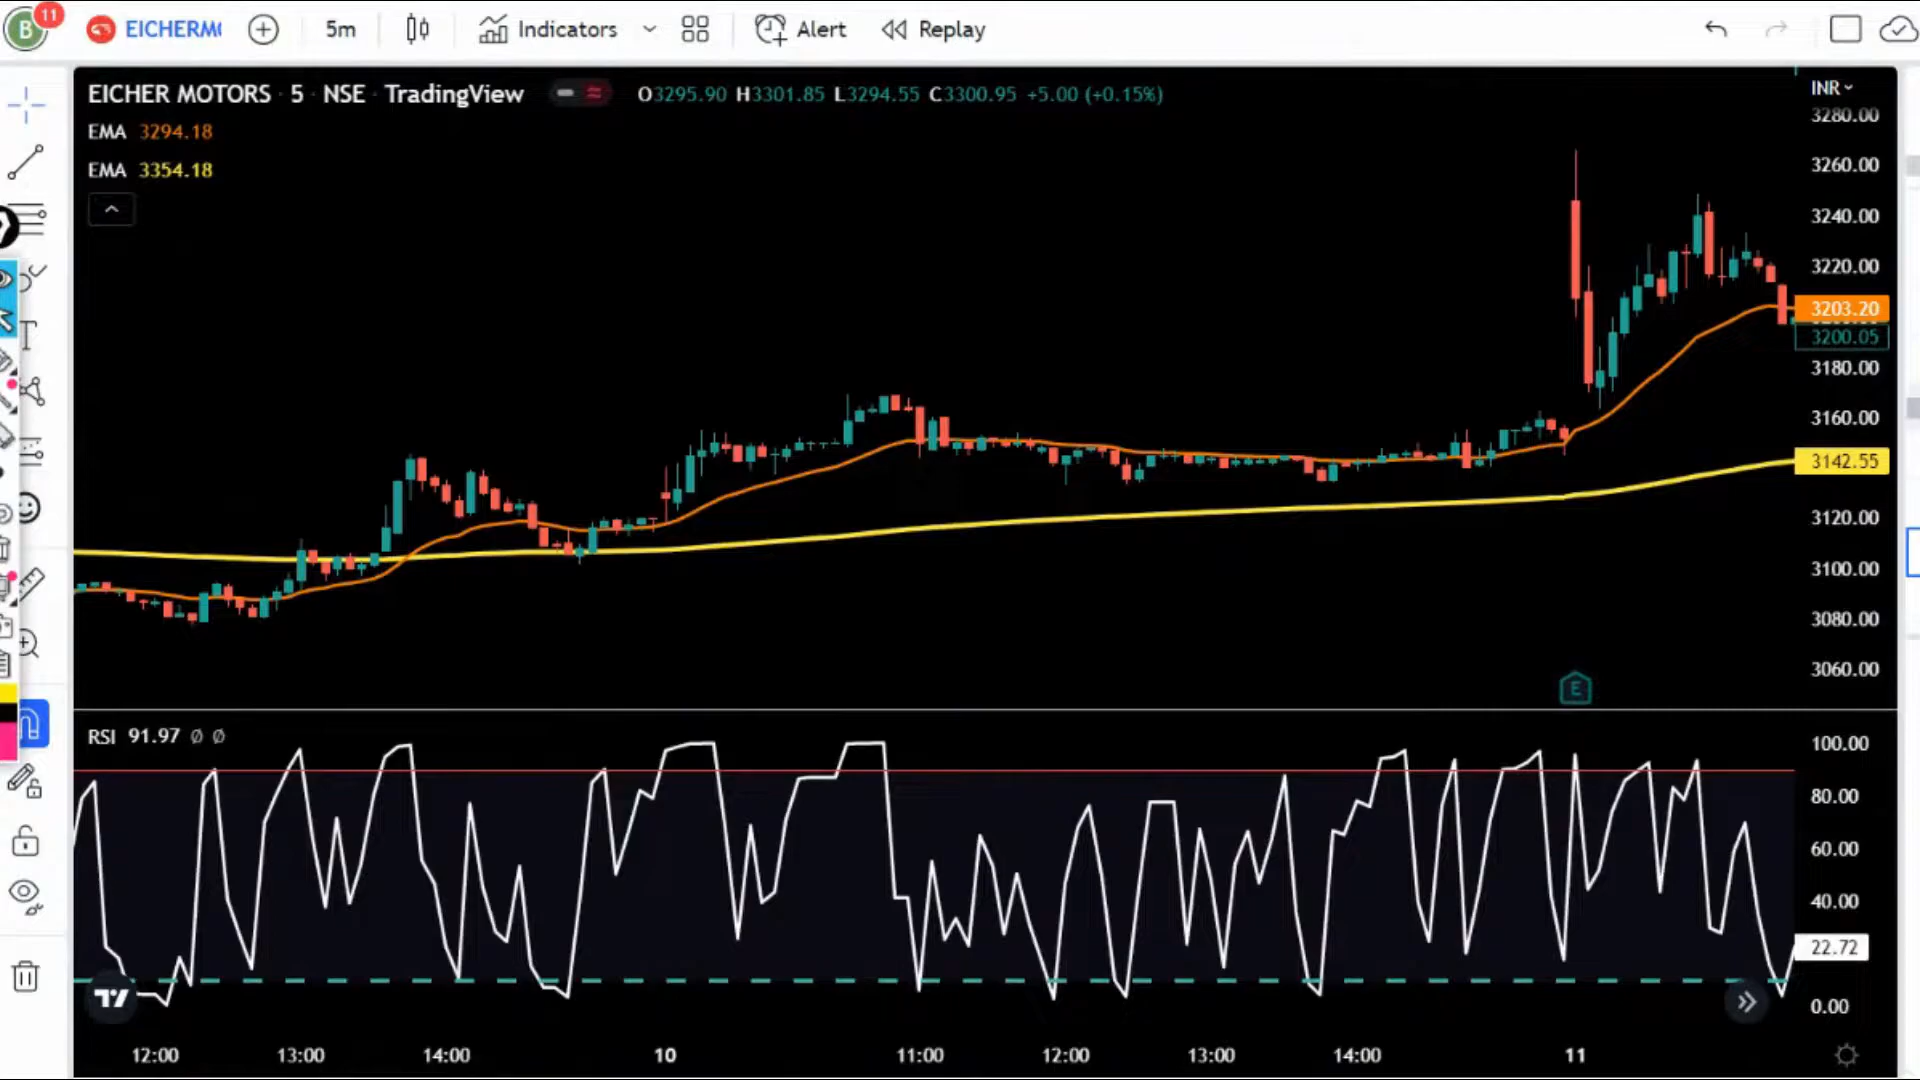 B 11 EICHERM 5m Indicators Alert Replay
EICHER MOTORS · 5 · NSE · TradingView O3295.90 H3301.85 L3294.55 C3300.95 +5.00 (+0.15%)
INR
EMA 3294.18
EMA 3354.18
3280.00
3260.00
3240.00
3220.00
3203.20
3200.05
3180.00
3160.00
3142.55
3120.00
3100.00
3080.00
3060.00
E
RSI 91.97 Ø Ø
100.00
80.00
60.00
40.00
22.72
0.00
12:00 13:00 14:00 10 11:00 12:00 13:00 14:00 11